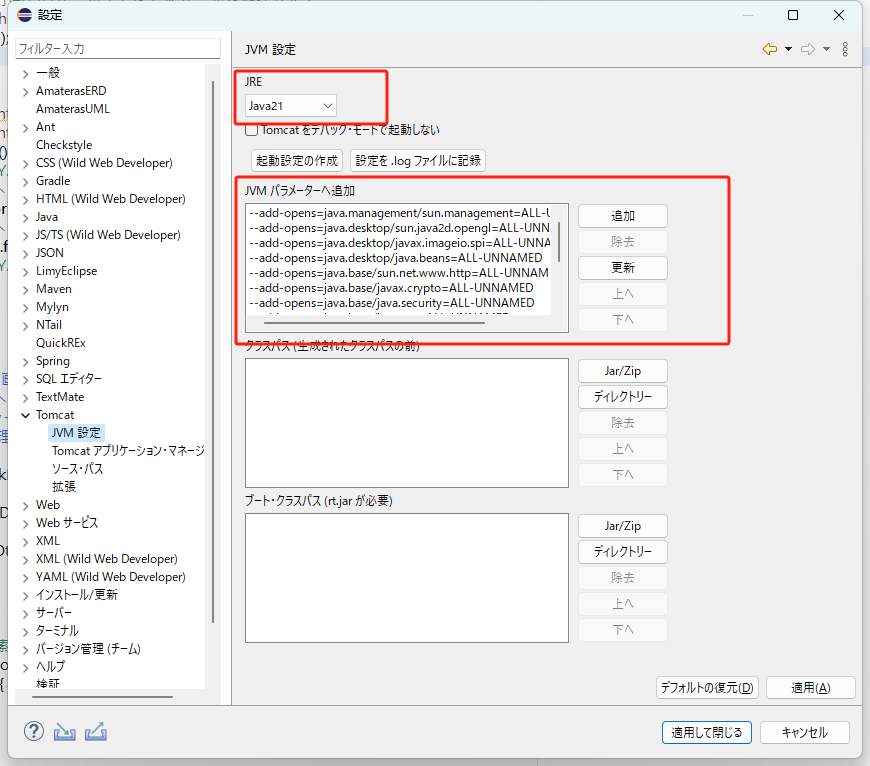 設定
フィルター入力
一般
AmaterasERD
AmaterasUML
Ant
Checkstyle
CSS (Wild Web Developer)
Gradle
HTML (Wild Web Developer)
Java
JS/TS (Wild Web Developer)
JSON
LimyEclipse
Maven
Mylyn
NTail
QuickREx
Spring
SQL エディター
TextMate
Tomcat
JVM 設定
Tomcat アプリケーション・マネージ
ソース・パス
拡張
Web
Web サービス
XML
XML (Wild Web Developer)
YAML (Wild Web Developer)
インストール/更新
サーバー
ターミナル
バージョン管理 (チーム)
ヘルプ
検証
JVM 設定
JRE
Java21
Tomcat をデバック・モードで起動しない
起動設定の作成
設定を .log ファイルに記録
JVM パラメーターへ追加
--add-opens=java.management/sun.management=ALL-U
--add-opens=java.desktop/sun.java2d.opengl=ALL-UNN
--add-opens=java.desktop/javax.imageio.spi=ALL-UNNA
--add-opens=java.desktop/java.beans=ALL-UNNAMED
--add-opens=java.base/sun.net.www.http=ALL-UNNAM
--add-opens=java.base/javax.crypto=ALL-UNNAMED
--add-opens=java.base/java.security=ALL-UNNAMED
追加
除去
更新
上へ
下へ
クラスパス (生成されたクラスパスの前)
Jar/Zip
ディレクトリー
除去
上へ
下へ
ブート・クラスパス (rt.jar が必要)
Jar/Zip
ディレクトリー
除去
上へ
下へ
デフォルトの復元(D)
適用(A)
適用して閉じる
キャンセル